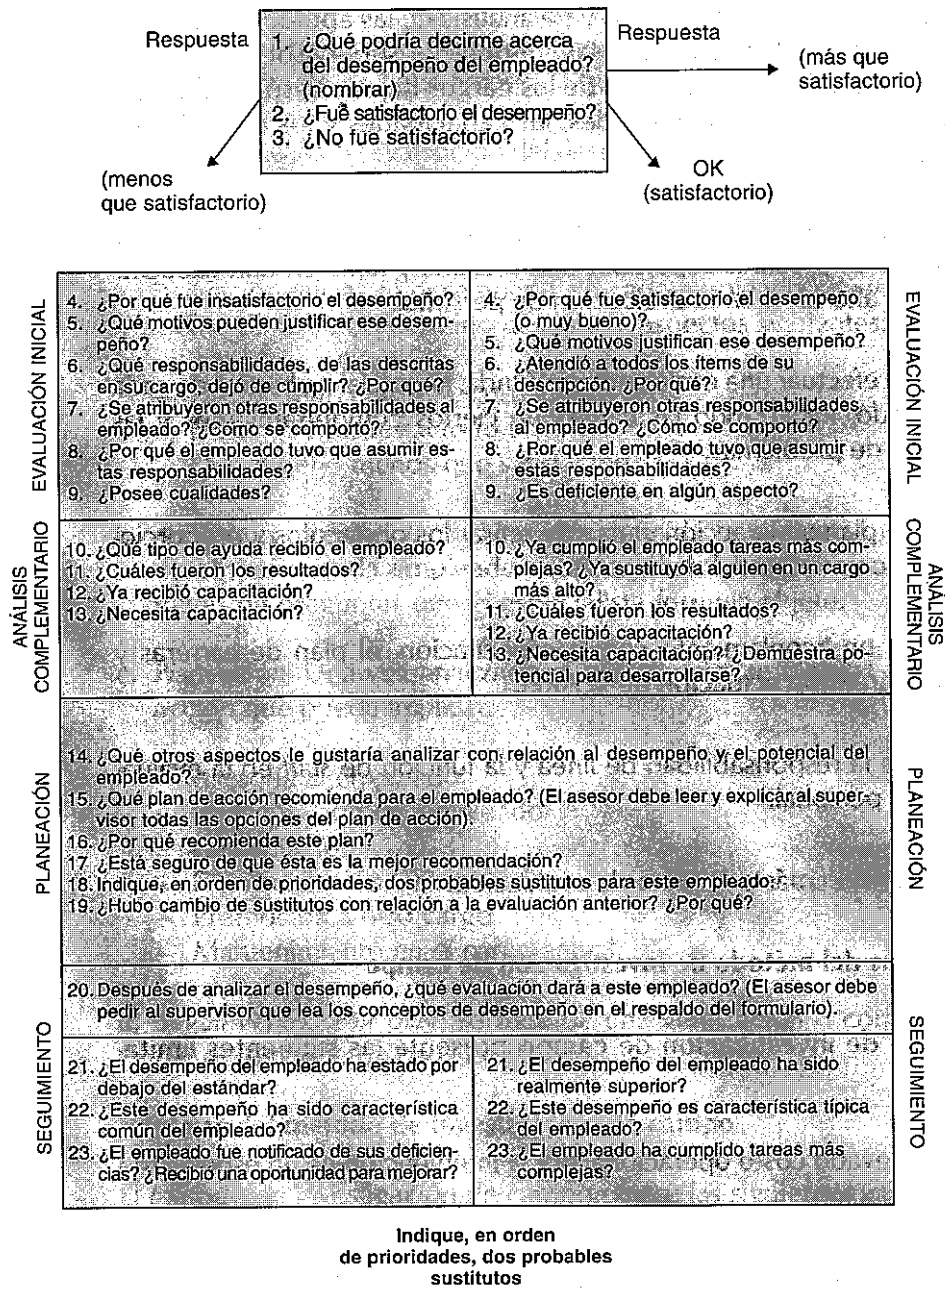 Respuesta
1. ¿Qué podría decirme acerca
del desempeño del empleado?
(nombrar)
2. ¿Fue satisfactorio el desempeño?
3. ¿No fue satisfactorio?
Respuesta
(más que
satisfactorio)
(menos
que satisfactorio)
OK
(satisfactorio)
EVALUACIÓN INICIAL
4. ¿Por qué fue insatisfactorio el desempeño?
5. ¿Qué motivos pueden justificar ese desem-
peño?
6. ¿Qué responsabilidades, de las descritas
en su cargo, dejó de cumplir? ¿Por qué?
7. ¿Se atribuyeron otras responsabilidades al
empleado? ¿Cómo se comportó?
8. ¿Por qué el empleado tuvo que asumir es-
tas responsabilidades?
9. ¿Posee cualidades?
4. ¿Por qué fue satisfactorio el desempeño
(o muy bueno)?
5. ¿Qué motivos justifican ese desempeño?
6. ¿Atendió a todos los ítems de su
descripción. ¿Por qué?
7. ¿Se atribuyeron otras responsabilidades
al empleado? ¿Cómo se comportó?
8. ¿Por qué el empleado tuvo que asumir
estas responsabilidades?
9. ¿Es deficiente en algún aspecto?
EVALUACIÓN INICIAL
ANÁLISIS
COMPLEMENTARIO
10. ¿Qué tipo de ayuda recibió el empleado?
11. ¿Cuáles fueron los resultados?
12. ¿Ya recibió capacitación?
13. ¿Necesita capacitación?
10. ¿Ya cumplió el empleado tareas más com-
plejas? ¿Ya sustituyó a alguien en un cargo
más alto?
11. ¿Cuáles fueron los resultados?
12. ¿Ya recibió capacitación?
13. ¿Necesita capacitación? ¿Demuestra po-
tencial para desarrollarse?
ANÁLISIS
COMPLEMENTARIO
PLANEACIÓN
14. ¿Qué otros aspectos le gustaría analizar con relación al desempeño y el potencial del
empleado?
15. ¿Qué plan de acción recomienda para el empleado? (El asesor debe leer y explicar al super-
visor todas las opciones del plan de acción).
16. ¿Por qué recomienda este plan?
17. ¿Está seguro de que ésta es la mejor recomendación?
18. Indique, en orden de prioridades, dos probables sustitutos para este empleado.
19. ¿Hubo cambio de sustitutos con relación a la evaluación anterior? ¿Por qué?
PLANEACIÓN
SEGUIMIENTO
20. Después de analizar el desempeño, ¿qué evaluación dará a este empleado? (El asesor debe
pedir al supervisor que lea los conceptos de desempeño en el respaldo del formulario).
21. ¿El desempeño del empleado ha estado por
debajo del estándar?
22. ¿Este desempeño ha sido característica
común del empleado?
23. ¿El empleado fue notificado de sus deficien-
cias? ¿Recibió una oportunidad para mejorar?
21. ¿El desempeño del empleado ha sido
realmente superior?
22. ¿Este desempeño es característica típica
del empleado?
23. ¿El empleado ha cumplido tareas más
complejas?
SEGUIMIENTO
Indique, en orden
de prioridades, dos probables
sustitutos